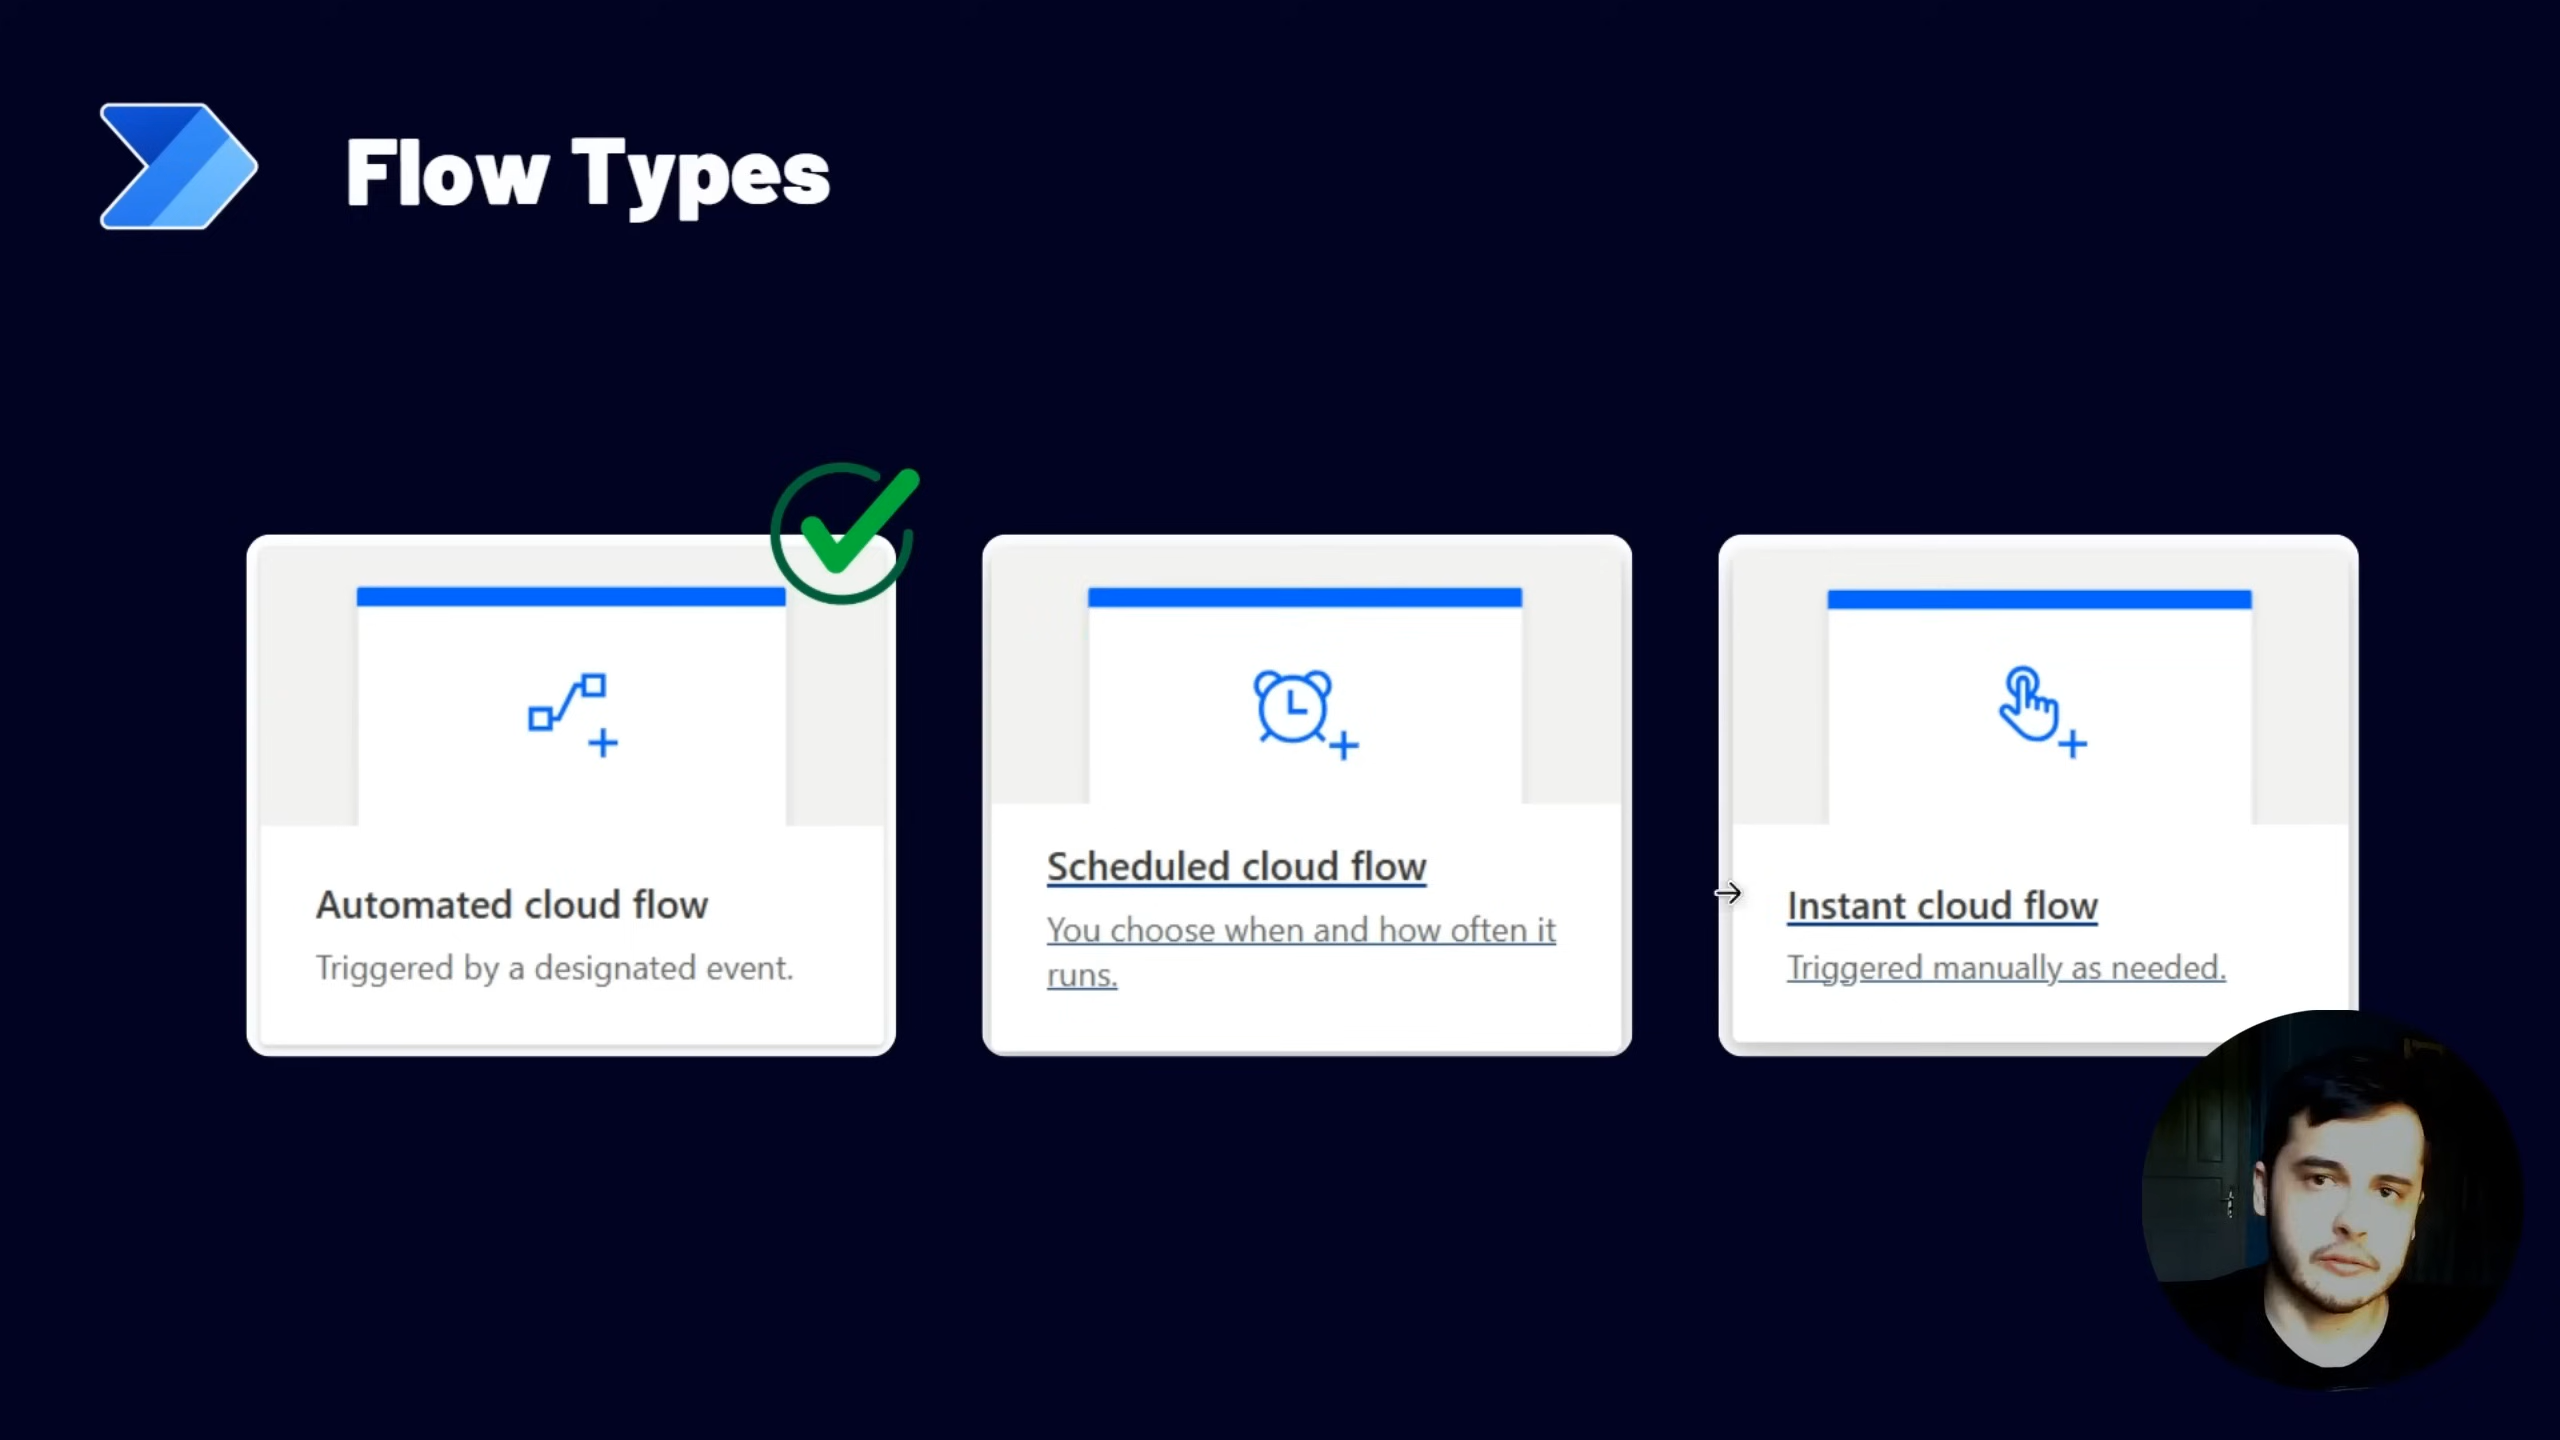 Flow Types
Automated cloud flow
Triggered by a designated event.
Scheduled cloud flow
You choose when and how often it
runs.
Instant cloud flow
Triggered manually as needed.